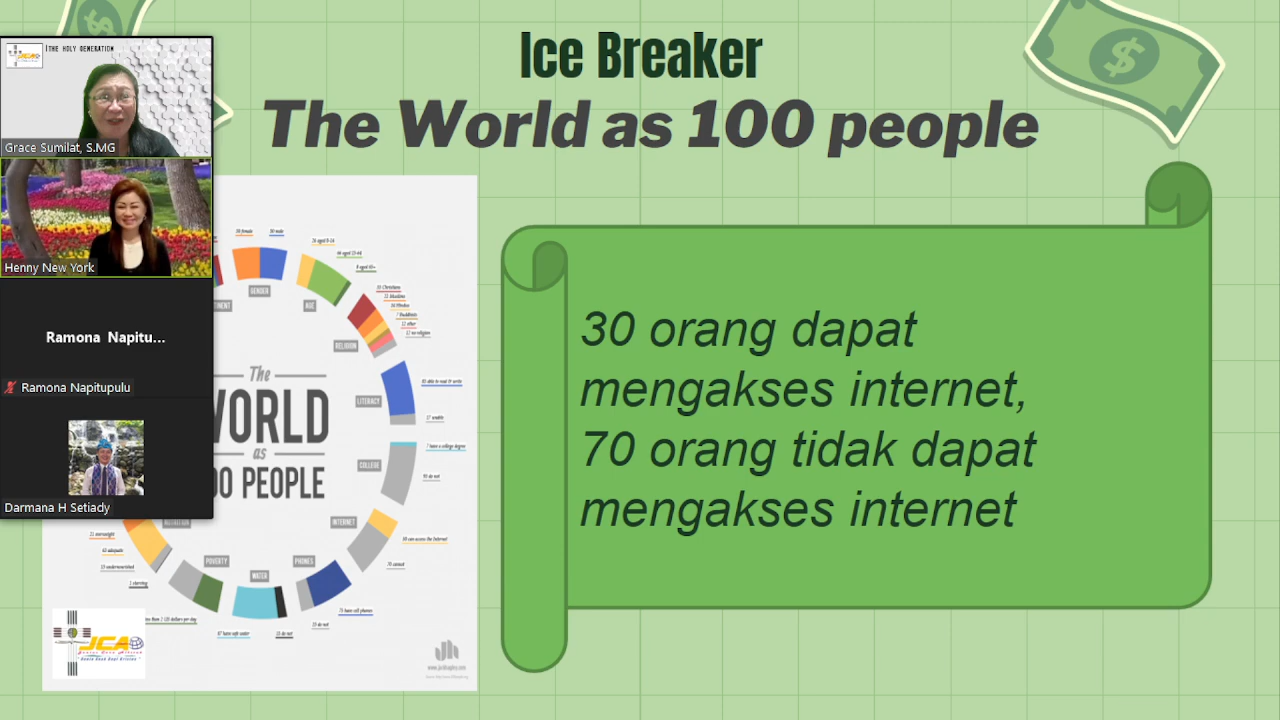 Ice Breaker
The World as 100 people
THE HOLY GENERATION
JCA
Grace Sumilat, S.MG
Henny New York
Ramona Napitu...
Ramona Napitupulu
Darmana H Setiady
30 orang dapat
mengakses internet,
70 orang tidak dapat
mengakses internet
50 female
50 male
26 aged 0-14
66 aged 15-64
8 aged 65+
GENDER
AGE
33 Christians
22 Muslims
14 Hindus
7 Buddhists
12 other
12 no religion
RELIGION
The
WORLD
as
100 PEOPLE
LITERACY
83 able to read & write
17 unable
COLLEGE
7 have a college degree
93 do not
INTERNET
30 can access the internet
70 cannot
PHONES
75 have cell phones
25 do not
WATER
87 have safe water
13 do not
POVERTY
NUTRITION
21 overweight
63 adequate
15 undernourished
1 starving
JCA